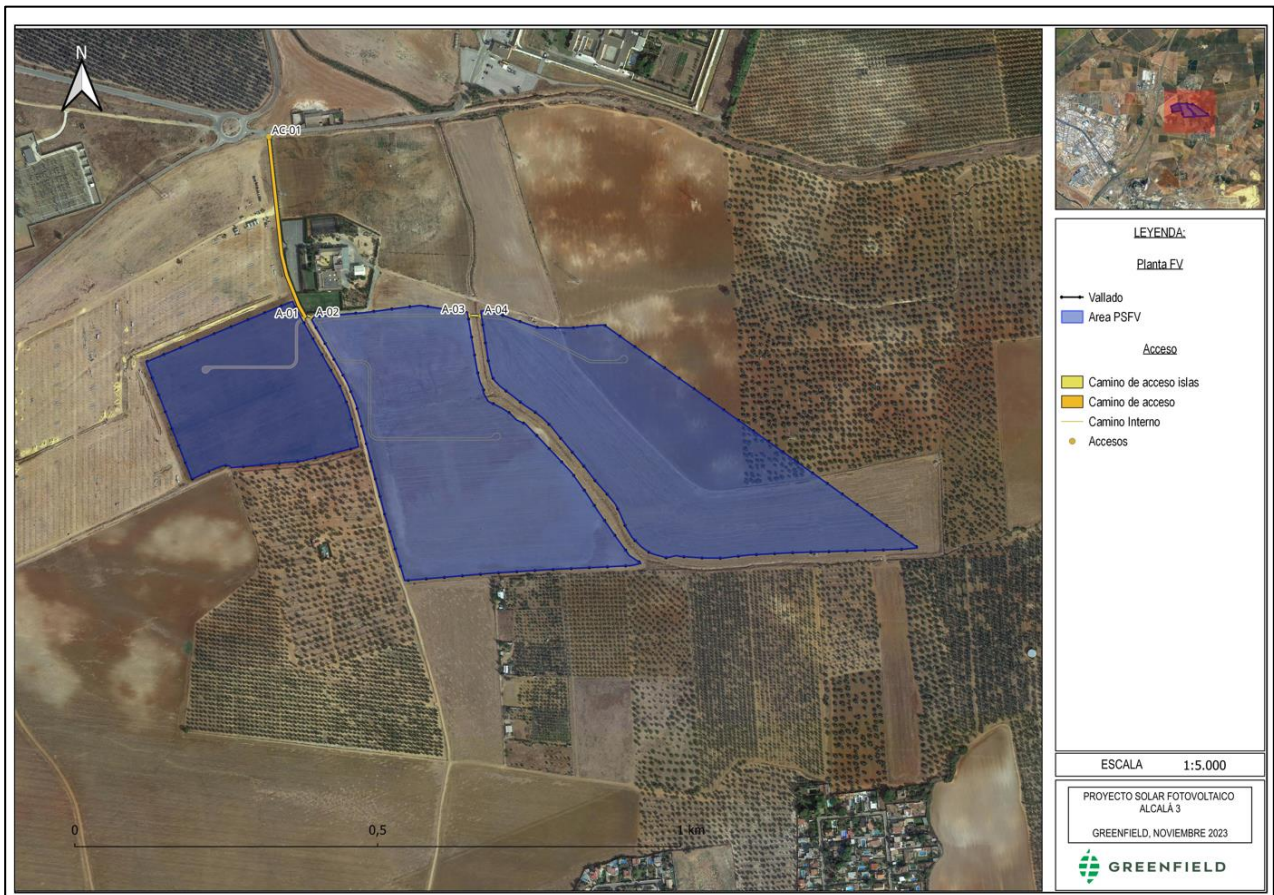 N
AC-01
A-01
A-02
A-03
A-04
0
0,5
1 km
LEYENDA:
Planta FV
Vallado
Area PSFV
Acceso
Camino de acceso islas
Camino de acceso
Camino Interno
Accesos
ESCALA 1:5.000
PROYECTO SOLAR FOTOVOLTAICO
ALCALÁ 3
GREENFIELD, NOVIEMBRE 2023
GREENFIELD